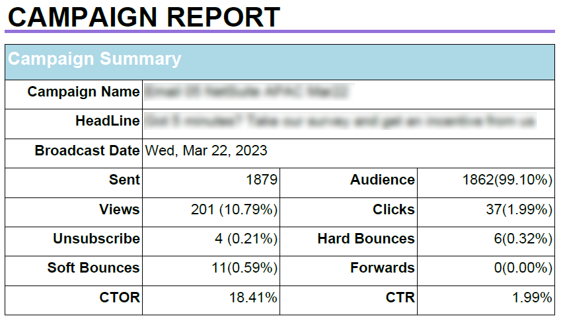 CAMPAIGN REPORT
Campaign Summary
Campaign Name
HeadLine
Broadcast Date Wed, Mar 22, 2023
Sent 1879 Audience 1862(99.10%)
Views 201 (10.79%) Clicks 37(1.99%)
Unsubscribe 4 (0.21%) Hard Bounces 6(0.32%)
Soft Bounces 11(0.59%) Forwards 0(0.00%)
CTOR 18.41% CTR 1.99%